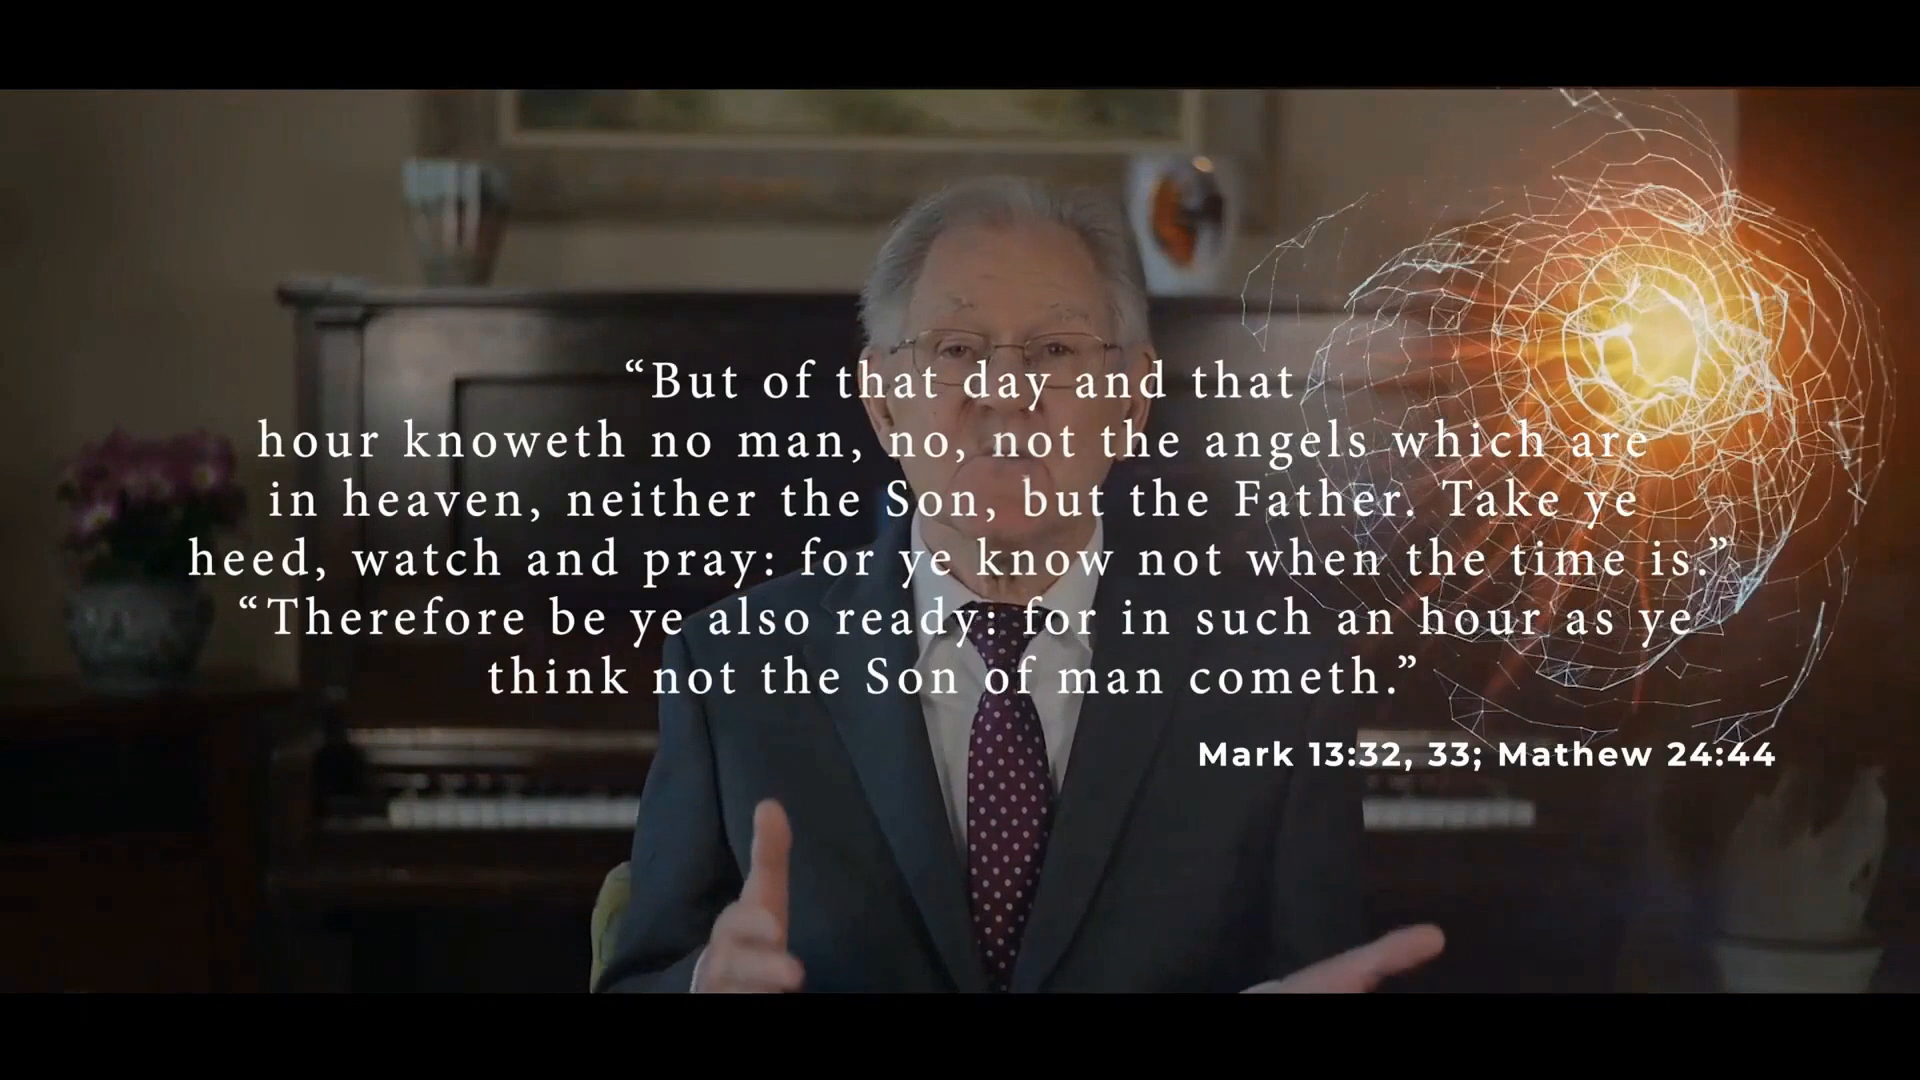 “But of that day and that
hour knoweth no man, no, not the angels which are
in heaven, neither the Son, but the Father. Take ye
heed, watch and pray: for ye know not when the time is.”
“Therefore be ye also ready: for in such an hour as ye
think not the Son of man cometh.”
Mark 13:32, 33; Mathew 24:44